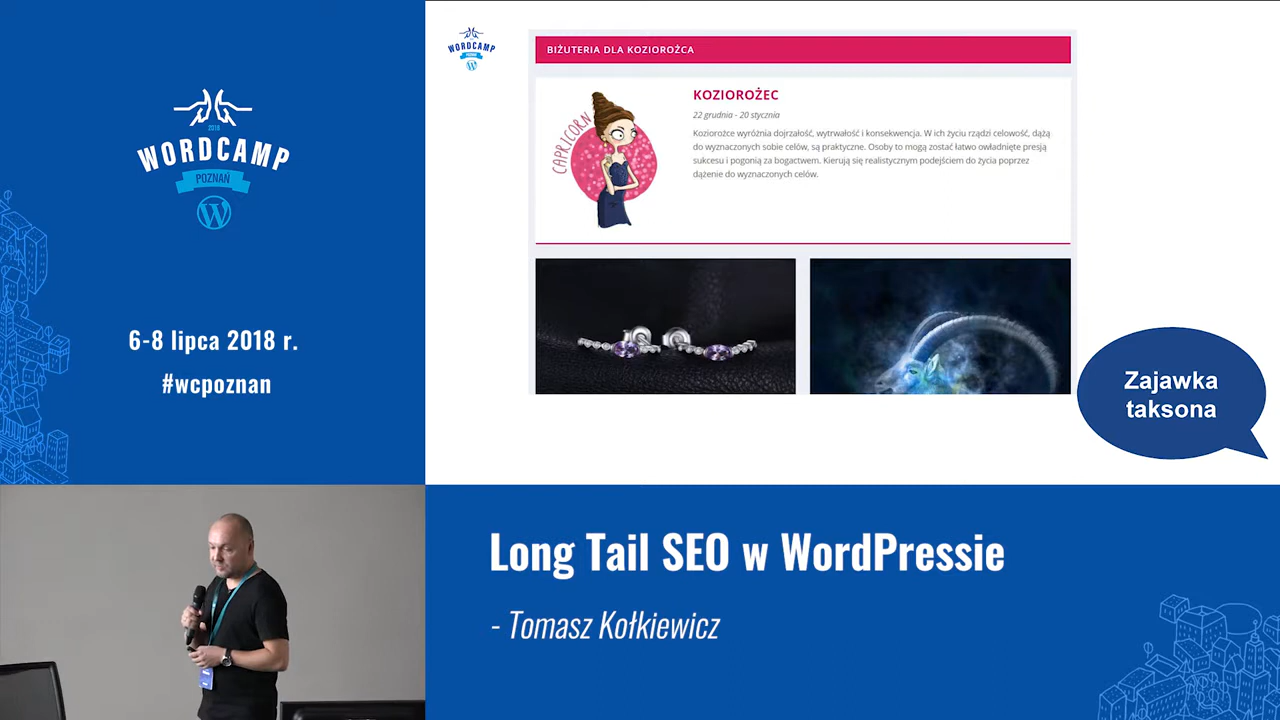 2018
WORDCAMP
POZNAŃ
W
6-8 lipca 2018 r.
#wcpoznan
WORDCAMP
POZNAŃ
W
BIŻUTERIA DLA KOZIOROŻCA
CAPRICORN
KOZIOROŻEC
22 grudnia - 20 stycznia
Koziorożce wyróżnia dojrzałość, wytrwałość i konsekwencja. W ich życiu rządzi celowość, dążą
do wyznaczonych sobie celów, są praktyczne. Osoby to mogą zostać łatwo owładnięte presją
sukcesu i pogonią za bogactwem. Kierują się realistycznym podejściem do życia poprzez
dążenie do wyznaczonych celów.
Zajawka
taksona
Long Tail SEO w WordPressie
- Tomasz Kołkiewicz